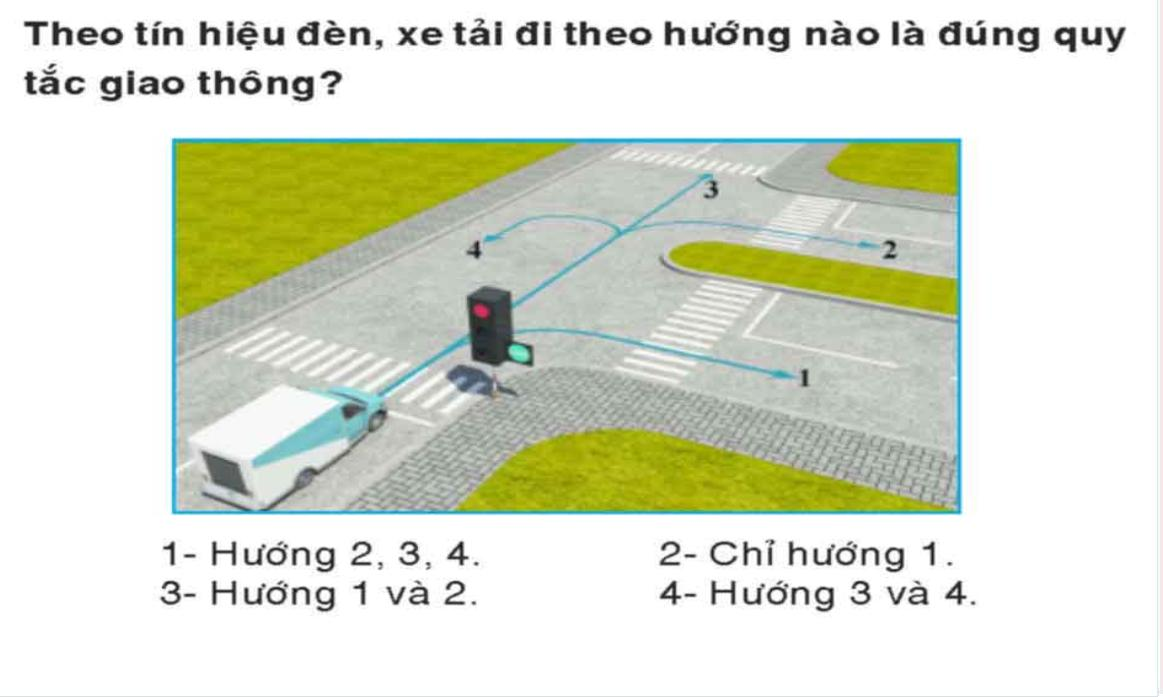 Theo tín hiệu đèn, xe tải đi theo hướng nào là đúng quy
tắc giao thông?
3
4
2
1
1- Hướng 2, 3, 4.
2- Chỉ hướng 1.
3- Hướng 1 và 2.
4- Hướng 3 và 4.